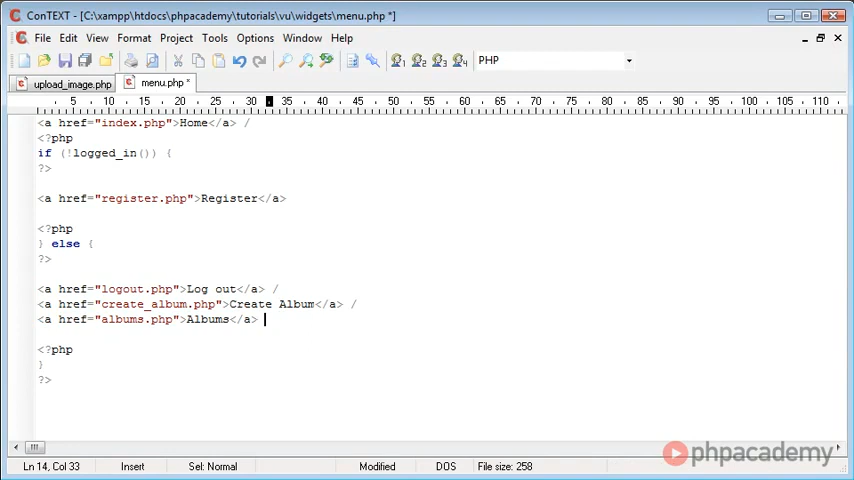 ConTEXT - [C:\xampp\htdocs\phpacademy\tutorials\vu\widgets\menu.php *]
File Edit View Format Project Tools Options Window Help
1 2 3 4 PHP
upload_image.php menu.php *
5 10 15 20 25 30 35 40 45 50 55 60 65 70 75 80 85 90 95 100 105 110
<a href="index.php">Home</a> /
<?php
if (!logged_in()) {
?>
<a href="register.php">Register</a>
<?php
} else {
?>
<a href="logout.php">Log out</a> /
<a href="create_album.php">Create Album</a> /
<a href="albums.php">Albums</a>
<?php
}
?>
phpacademy
Ln 14, Col 33 Insert Sel: Normal Modified DOS File size: 258